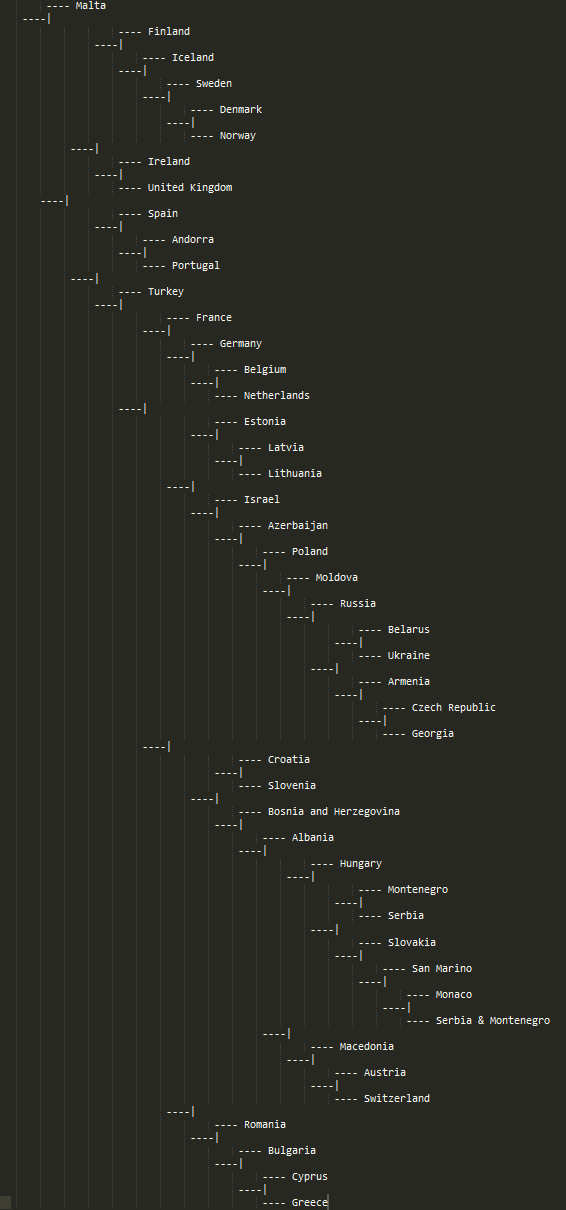 ---- Malta
----|
---- Finland
----|
---- Iceland
----|
---- Sweden
----|
---- Denmark
----|
---- Norway
----|
---- Ireland
----|
---- United Kingdom
----|
---- Spain
----|
---- Andorra
----|
---- Portugal
----|
---- Turkey
----|
---- France
----|
---- Germany
----|
---- Belgium
----|
---- Netherlands
----|
---- Estonia
----|
---- Latvia
----|
---- Lithuania
----|
---- Israel
----|
---- Azerbaijan
----|
---- Poland
----|
---- Moldova
----|
---- Russia
----|
---- Belarus
----|
---- Ukraine
----|
---- Armenia
----|
---- Czech Republic
----|
---- Georgia
----|
---- Croatia
----|
---- Slovenia
----|
---- Bosnia and Herzegovina
----|
---- Albania
----|
---- Hungary
----|
---- Montenegro
----|
---- Serbia
----|
---- Slovakia
----|
---- San Marino
----|
---- Monaco
----|
---- Serbia & Montenegro
----|
---- Macedonia
----|
---- Austria
----|
---- Switzerland
----|
---- Romania
----|
---- Bulgaria
----|
---- Cyprus
----|
---- Greece